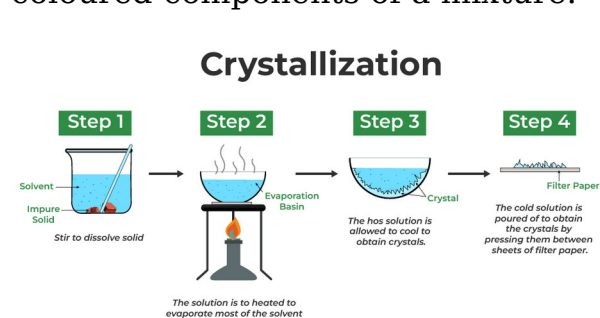 coloured components of a mixture.
Crystallization
Step 1
Step 2
Step 3
Step 4
Solvent
Impure
Solid
Stir to dissolve solid
Evaporation
Basin
The solution is to heated to
evaporate most of the solvent
Crystal
The hos solution is
allowed to cool to
obtain crystals.
Filter Paper
The cold solution is
poured of to obtain
the crystals by
pressing them between
sheets of filter paper.